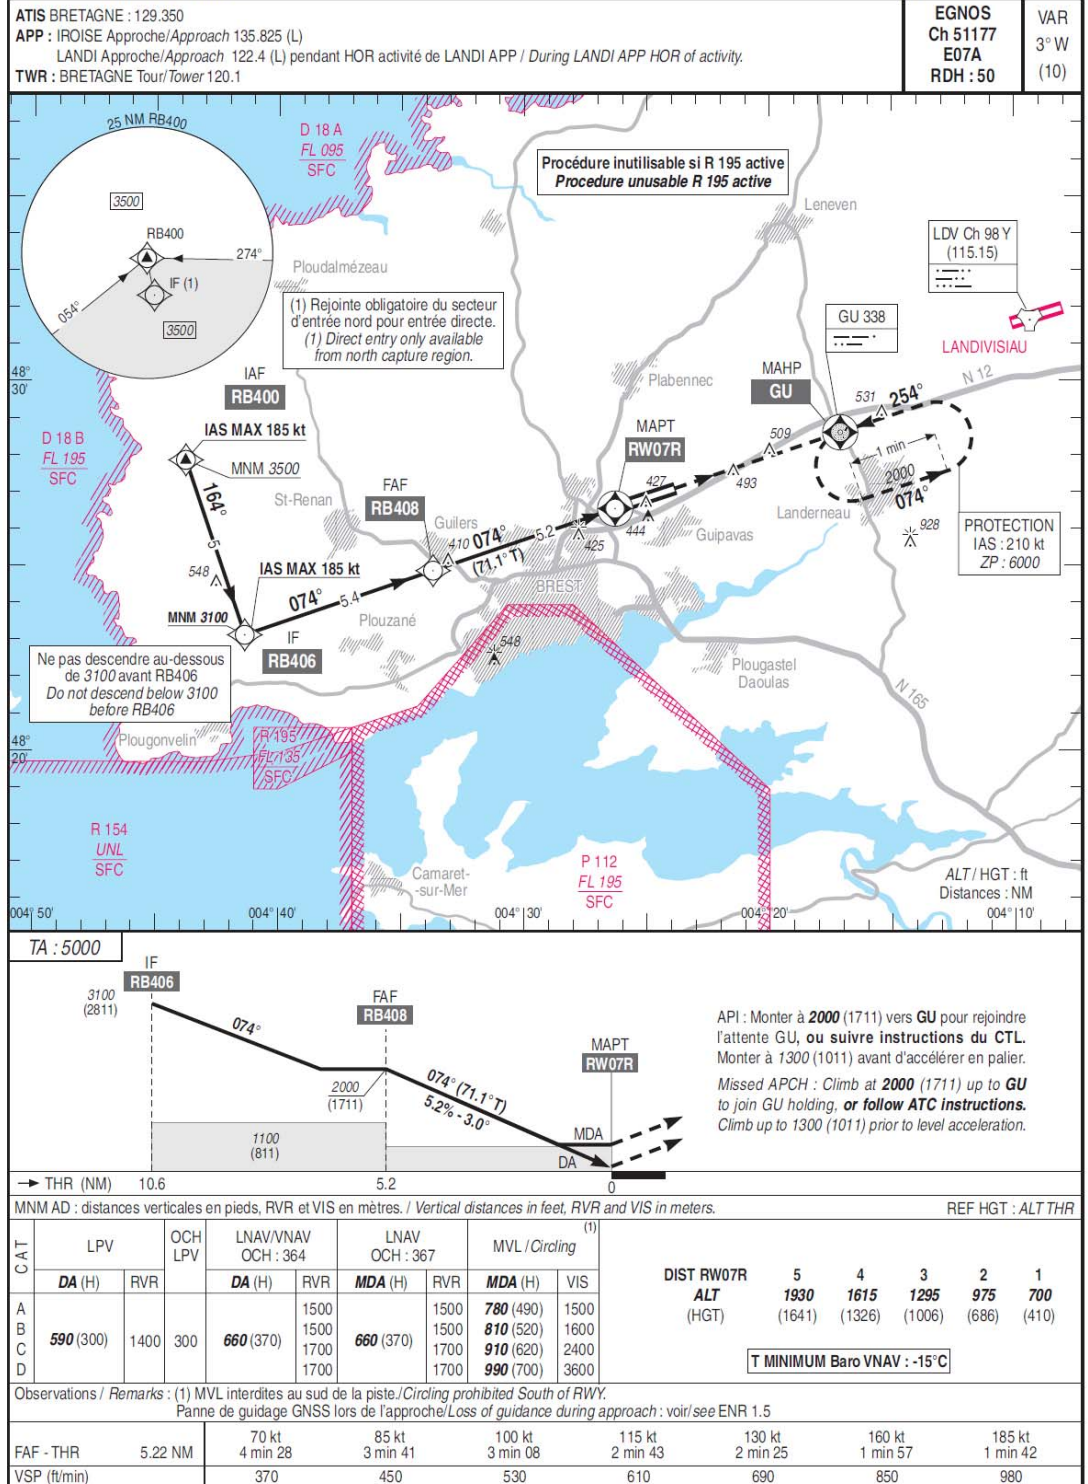 ATIS BRETAGNE : 129.350
APP : IROISE Approche/Approach 135.825 (L)
LANDI Approche/Approach 122.4 (L) pendant HOR activité de LANDI APP / During LANDI APP HOR of activity.
TWR : BRETAGNE Tour/Tower 120.1
EGNOS
Ch 51177
E07A
RDH : 50
VAR
3° W
(10)
25 NM RB400
3500
RB400
274°
IF (1)
054°
3500
D 18 A
FL 095
SFC
Procédure inutilisable si R 195 active
Procedure unusable R 195 active
Ploudalmézeau
(1) Rejointe obligatoire du secteur
d'entrée nord pour entrée directe.
(1) Direct entry only available
from north capture region.
Leneven
LDV Ch 98 Y
(115.15)
GU 338
LANDIVISIAU
48°
30'
IAF
RB400
IAS MAX 185 kt
MNM 3500
D 18 B
FL 195
SFC
Plabennec
MAHP
GU
531
254°
N 12
MAPT
RW07R
509
493
427
444
425
1 min
2000
074°
Landerneau
928
PROTECTION
IAS : 210 kt
ZP : 6000
St-Renan
FAF
RB408
Guilers
410
074°
(71.1° T)
5.2
Guipavas
164°
5
548
IAS MAX 185 kt
074°
5.4
BREST
MNM 3100
IF
RB406
Plouzané
548
Plougastel
Daoulas
N 165
Ne pas descendre au-dessous
de 3100 avant RB406
Do not descend below 3100
before RB406
48°
20'
Plougonvelin
R 195
FL 135
SFC
R 154
UNL
SFC
Camaret-
-sur-Mer
P 112
FL 195
SFC
ALT / HGT : ft
Distances : NM
004° 50'
004° 40'
004° 30'
004° 20'
004° 10'
TA : 5000
IF
RB406
3100
(2811)
074°
FAF
RB408
2000
(1711)
074° (71.1°T)
5.2% - 3.0°
MAPT
RW07R
MDA
DA
1100
(811)
THR (NM) 10.6 5.2 0
API : Monter à 2000 (1711) vers GU pour rejoindre
l'attente GU, ou suivre instructions du CTL.
Monter à 1300 (1011) avant d'accélérer en palier.
Missed APCH : Climb at 2000 (1711) up to GU
to join GU holding, or follow ATC instructions.
Climb up to 1300 (1011) prior to level acceleration.
MNM AD : distances verticales en pieds, RVR et VIS en mètres. / Vertical distances in feet, RVR and VIS in meters. REF HGT : ALT THR
CAT
LPV
OCH
LPV
LNAV/VNAV
OCH : 364
LNAV
OCH : 367
MVL / Circling (1)
DA (H) RVR DA (H) RVR MDA (H) RVR MDA (H) VIS
A 1500 1500 780 (490) 1500
B 1500 1500 810 (520) 1600
590 (300) 1400 300 660 (370) 660 (370)
C 1700 1700 910 (620) 2400
D 1700 1700 990 (700) 3600
DIST RW07R 5 4 3 2 1
ALT 1930 1615 1295 975 700
(HGT) (1641) (1326) (1006) (686) (410)
T MINIMUM Baro VNAV : -15°C
Observations / Remarks : (1) MVL interdites au sud de la piste./Circling prohibited South of RWY.
Panne de guidage GNSS lors de l'approche/Loss of guidance during approach : voir/see ENR 1.5
70 kt 85 kt 100 kt 115 kt 130 kt 160 kt 185 kt
FAF - THR 5.22 NM 4 min 28 3 min 41 3 min 08 2 min 43 2 min 25 1 min 57 1 min 42
VSP (ft/min) 370 450 530 610 690 850 980